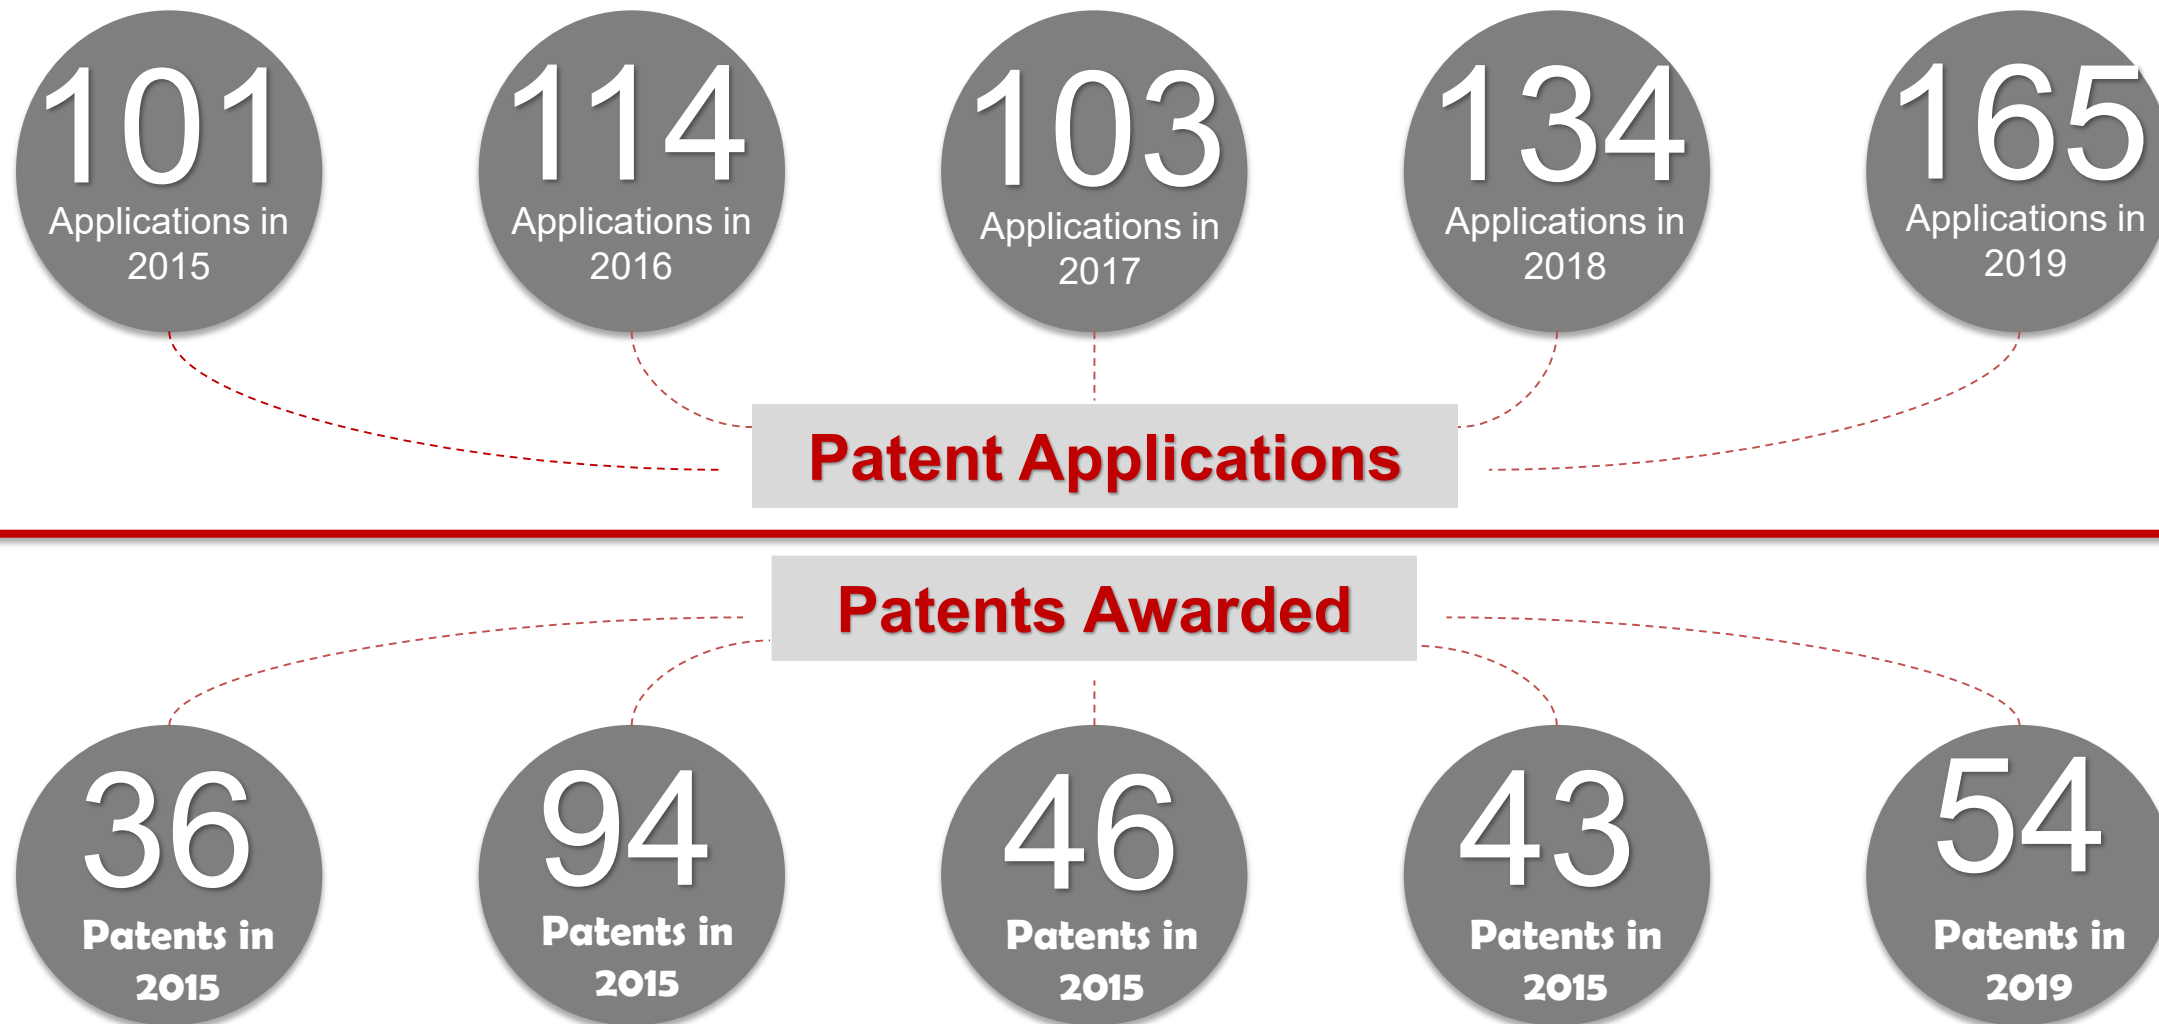 101
Applications in
2015
114
Applications in
2016
103
Applications in
2017
134
Applications in
2018
165
Applications in
2019
Patent Applications
Patents Awarded
36
Patents in
2015
94
Patents in
2015
46
Patents in
2015
43
Patents in
2015
54
Patents in
2019